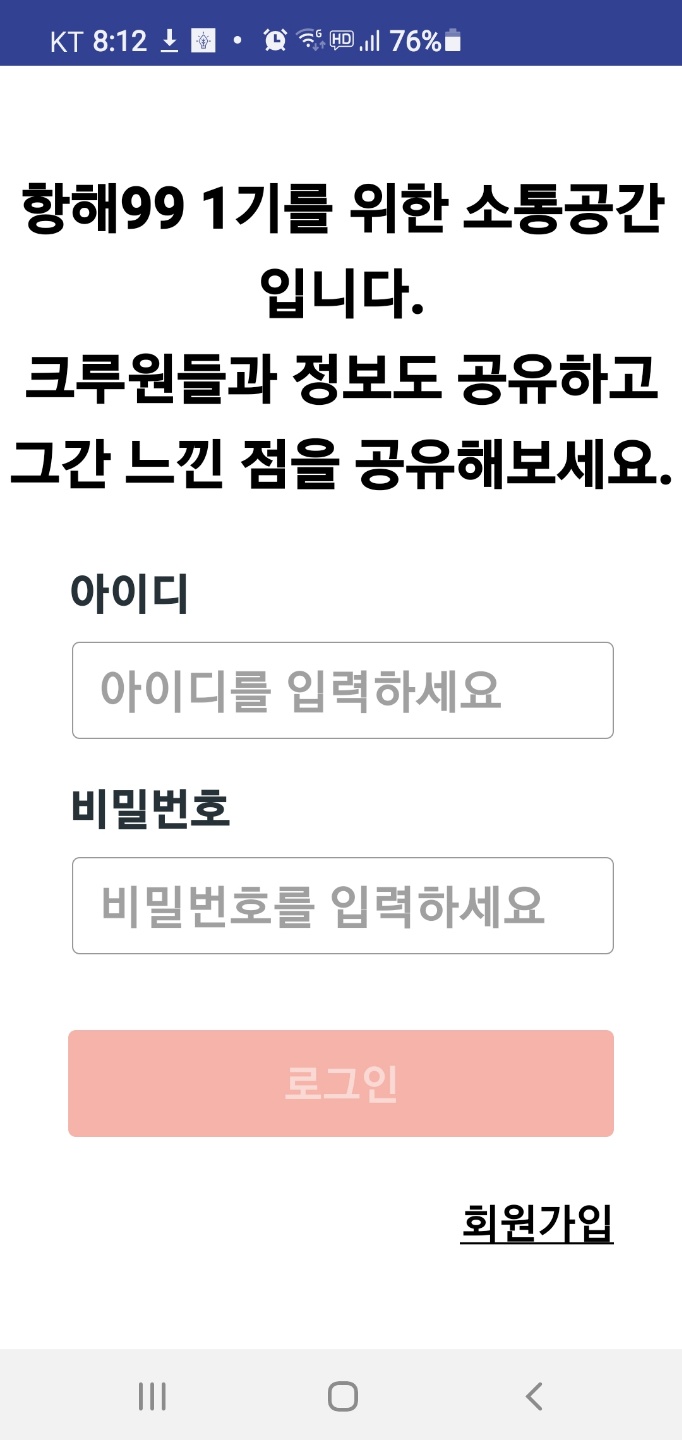 KT 8:12 HD 76%
항해99 1기를 위한 소통공간
입니다.
크루원들과 정보도 공유하고
그간 느낀 점을 공유해보세요.
아이디
아이디를 입력하세요
비밀번호
비밀번호를 입력하세요
로그인
회원가입